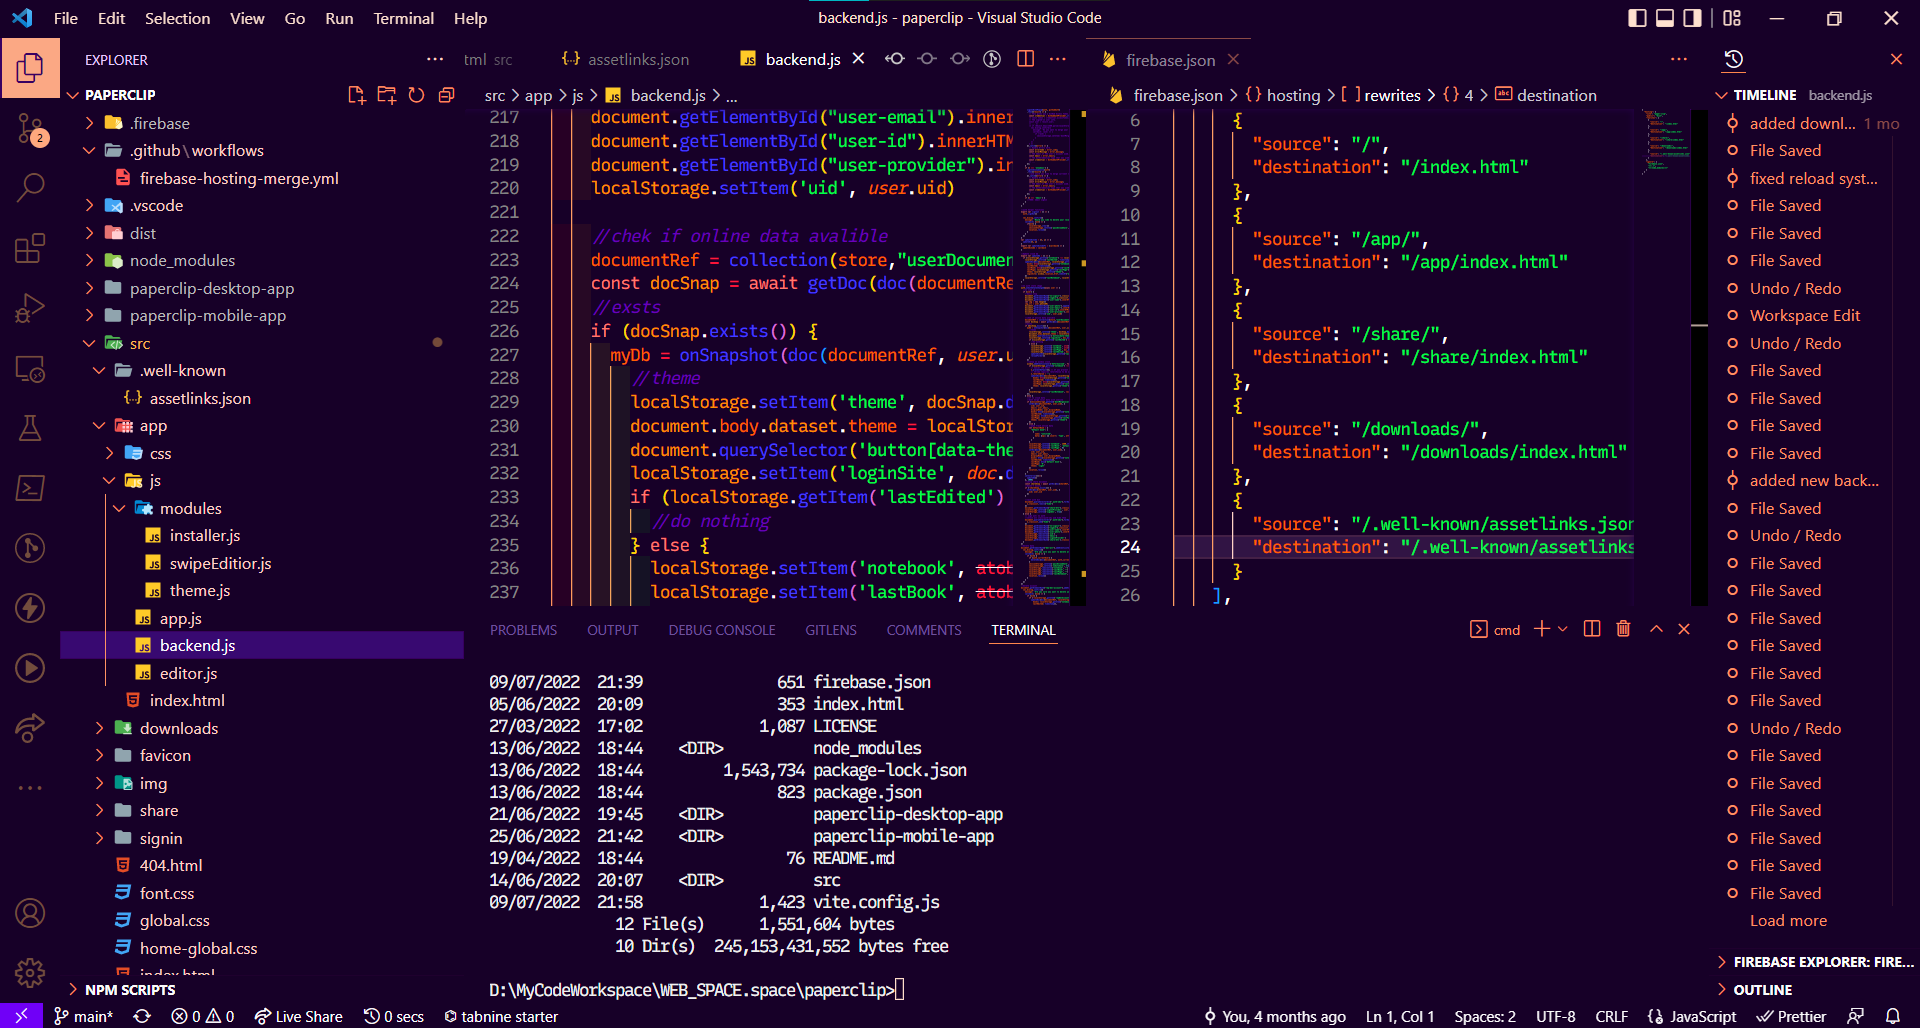 File Edit Selection View Go Run Terminal Help
backend.js - paperclip - Visual Studio Code
EXPLORER
PAPERCLIP
.firebase
.github\workflows
firebase-hosting-merge.yml
.vscode
dist
node_modules
paperclip-desktop-app
paperclip-mobile-app
src
.well-known
assetlinks.json
app
css
js
modules
installer.js
swipeEditior.js
theme.js
app.js
backend.js
editor.js
index.html
downloads
favicon
img
share
signin
404.html
font.css
global.css
home-global.css
index.html
NPM SCRIPTS
2
tml src
assetlinks.json
backend.js
src > app > js > backend.js > ...
217 document.getElementById("user-email").inner
218 document.getElementById("user-id").innerHTM
219 document.getElementById("user-provider").in
220 localStorage.setItem('uid', user.uid)
221
222 //chek if online data avalible
223 documentRef = collection(store,"userDocumen
224 const docSnap = await getDoc(doc(documentRe
225 //exsts
226 if (docSnap.exists()) {
227 myDb = onSnapshot(doc(documentRef, user.u
228 //theme
229 localStorage.setItem('theme', docSnap.d
230 document.body.dataset.theme = localStor
231 document.querySelector('button[data-the
232 localStorage.setItem('loginSite', doc.d
233 if (localStorage.getItem('lastEdited')
234 //do nothing
235 } else {
236 localStorage.setItem('notebook', atob
237 localStorage.setItem('lastBook', atob
firebase.json
firebase.json > {} hosting > [ ] rewrites > {} 4 > abc destination
6 {
7 "source": "/",
8 "destination": "/index.html"
9 },
10 {
11 "source": "/app/",
12 "destination": "/app/index.html"
13 },
14 {
15 "source": "/share/",
16 "destination": "/share/index.html"
17 },
18 {
19 "source": "/downloads/",
20 "destination": "/downloads/index.html"
21 },
22 {
23 "source": "/.well-known/assetlinks.json
24 "destination": "/.well-known/assetlinks
25 }
26 ],
PROBLEMS OUTPUT DEBUG CONSOLE GITLENS COMMENTS TERMINAL
cmd
09/07/2022 21:39 651 firebase.json
05/06/2022 20:09 353 index.html
27/03/2022 17:02 1,087 LICENSE
13/06/2022 18:44 <DIR> node_modules
13/06/2022 18:44 1,543,734 package-lock.json
13/06/2022 18:44 823 package.json
21/06/2022 19:45 <DIR> paperclip-desktop-app
25/06/2022 21:42 <DIR> paperclip-mobile-app
19/04/2022 18:44 76 README.md
14/06/2022 20:07 <DIR> src
09/07/2022 21:58 1,423 vite.config.js
12 File(s) 1,551,604 bytes
10 Dir(s) 245,153,431,552 bytes free
D:\MyCodeWorkspace\WEB_SPACE.space\paperclip>
TIMELINE backend.js
added downl... 1 mo
File Saved
fixed reload syst...
File Saved
File Saved
File Saved
Undo / Redo
Workspace Edit
Undo / Redo
File Saved
File Saved
File Saved
File Saved
added new back...
File Saved
Undo / Redo
File Saved
File Saved
File Saved
File Saved
File Saved
File Saved
Undo / Redo
File Saved
File Saved
File Saved
File Saved
File Saved
File Saved
Load more
FIREBASE EXPLORER: FIRE...
OUTLINE
main* 0 0 Live Share 0 secs tabnine starter
You, 4 months ago Ln 1, Col 1 Spaces: 2 UTF-8 CRLF JavaScript Prettier